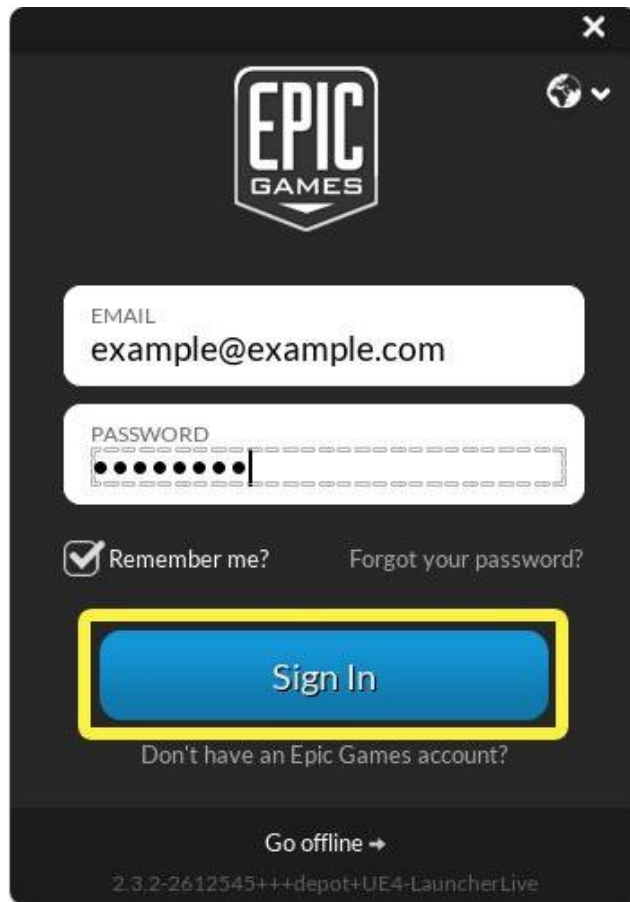 EPIC
GAMES
EMAIL
example@example.com
PASSWORD
••••••••
Remember me? Forgot your password?
Sign In
Don't have an Epic Games account?
Go offline →
2.3.2-2612545+++depot+UE4-LauncherLive